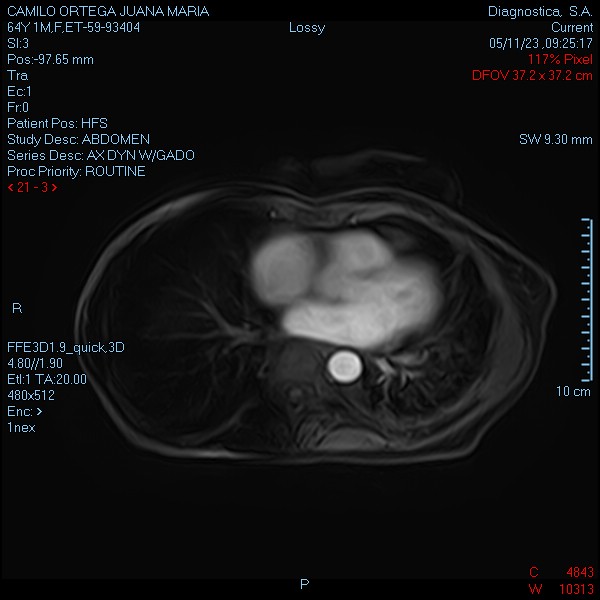 CAMILO ORTEGA JUANA MARIA
64Y 1M,F,ET-59-93404
Sl:3
Pos:-97.65 mm
Tra
Ec:1
Fr:0
Patient Pos: HFS
Study Desc: ABDOMEN
Series Desc: AX DYN W/GADO
Proc Priority: ROUTINE
< 21 - 3 >
Lossy
Diagnostica, S.A.
Current
05/11/23 ,09:25:17
117% Pixel
DFOV 37.2 x 37.2 cm
SW 9.30 mm
R
FFE3D1.9_quick,3D
4.80//1.90
Etl:1 TA:20.00
480x512
Enc: >
1nex
10 cm
P
C 4843
W 10313